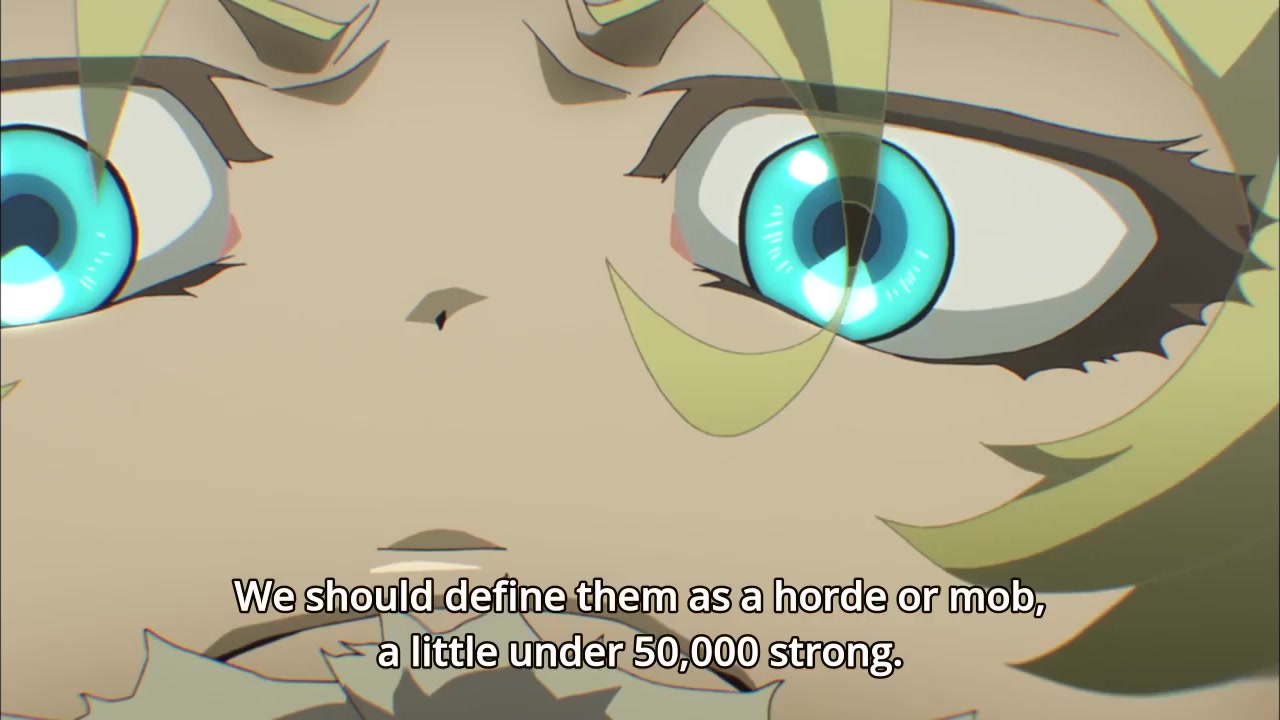 We should define them as a horde or mob,
a little under 50,000 strong.